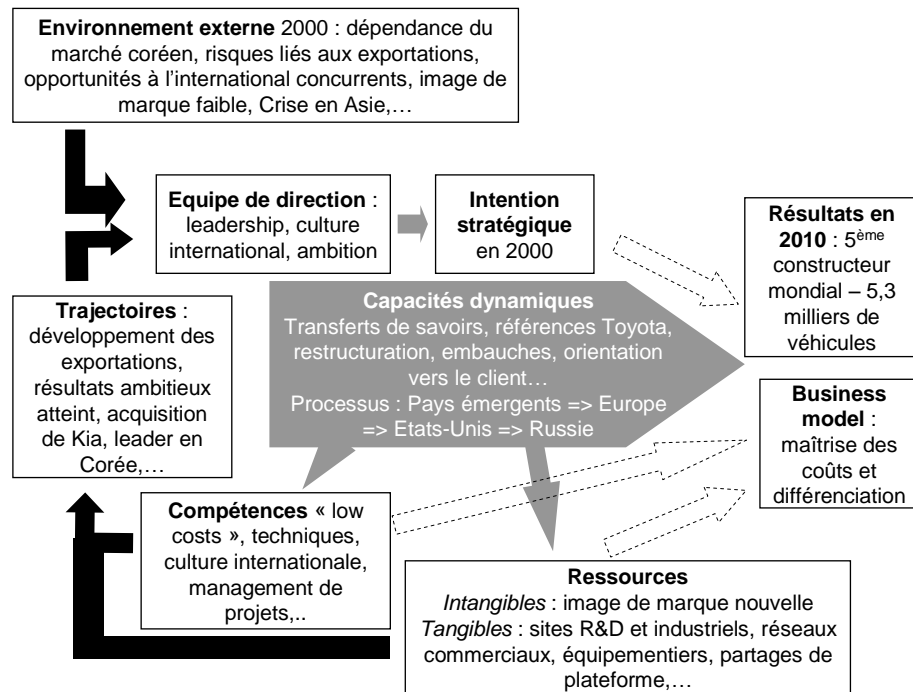 Environnement externe 2000 : dépendance du
marché coréen, risques liés aux exportations,
opportunités à l'international concurrents, image de
marque faible, Crise en Asie,…
Equipe de direction :
leadership, culture
international, ambition
Intention
stratégique
en 2000
Résultats en
2010 : 5ème
constructeur
mondial – 5,3
milliers de
véhicules
Trajectoires :
développement des
exportations,
résultats ambitieux
atteint, acquisition
de Kia, leader en
Corée,…
Capacités dynamiques
Transferts de savoirs, références Toyota,
restructuration, embauches, orientation
vers le client…
Processus : Pays émergents => Europe
=> Etats-Unis => Russie
Business
model :
maîtrise des
coûts et
différenciation
Compétences « low
costs », techniques,
culture internationale,
management de
projets,..
Ressources
Intangibles : image de marque nouvelle
Tangibles : sites R&D et industriels, réseaux
commerciaux, équipementiers, partages de
plateforme,…